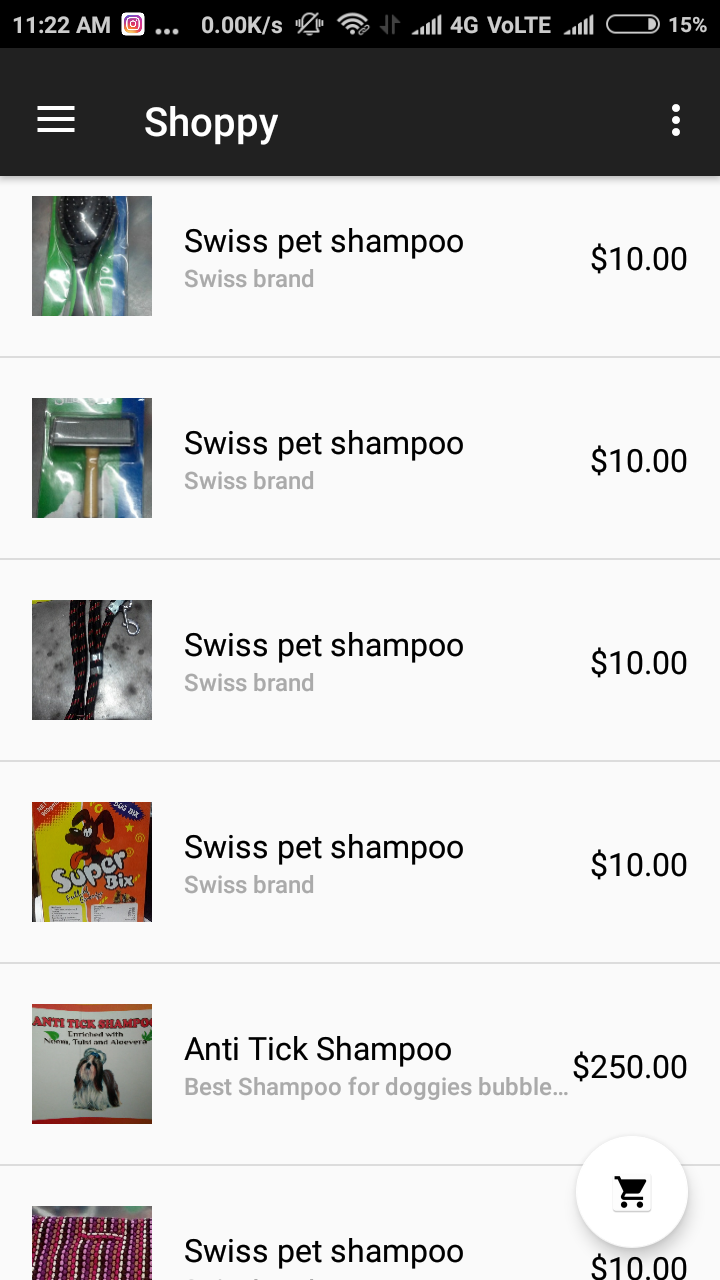 11:22 AM ... 0.00K/s 4G VoLTE 15%
Shoppy
Swiss pet shampoo
Swiss brand
$10.00
Swiss pet shampoo
Swiss brand
$10.00
Swiss pet shampoo
Swiss brand
$10.00
DOG BIX
Super
Bix
Swiss pet shampoo
Swiss brand
$10.00
ANTI TICK SHAMPOO
Enriched with
Neem, Tulsi and Aleovera
Anti Tick Shampoo
Best Shampoo for doggies bubble...
$250.00
Swiss pet shampoo
$10.00